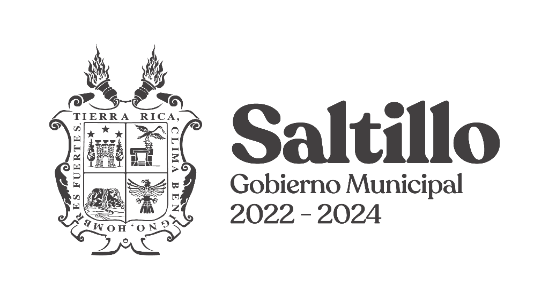 TIERRA RICA, CLIMA BENIGNO, HOMBRES FUERTES.
Saltillo
Gobierno Municipal
2022 - 2024